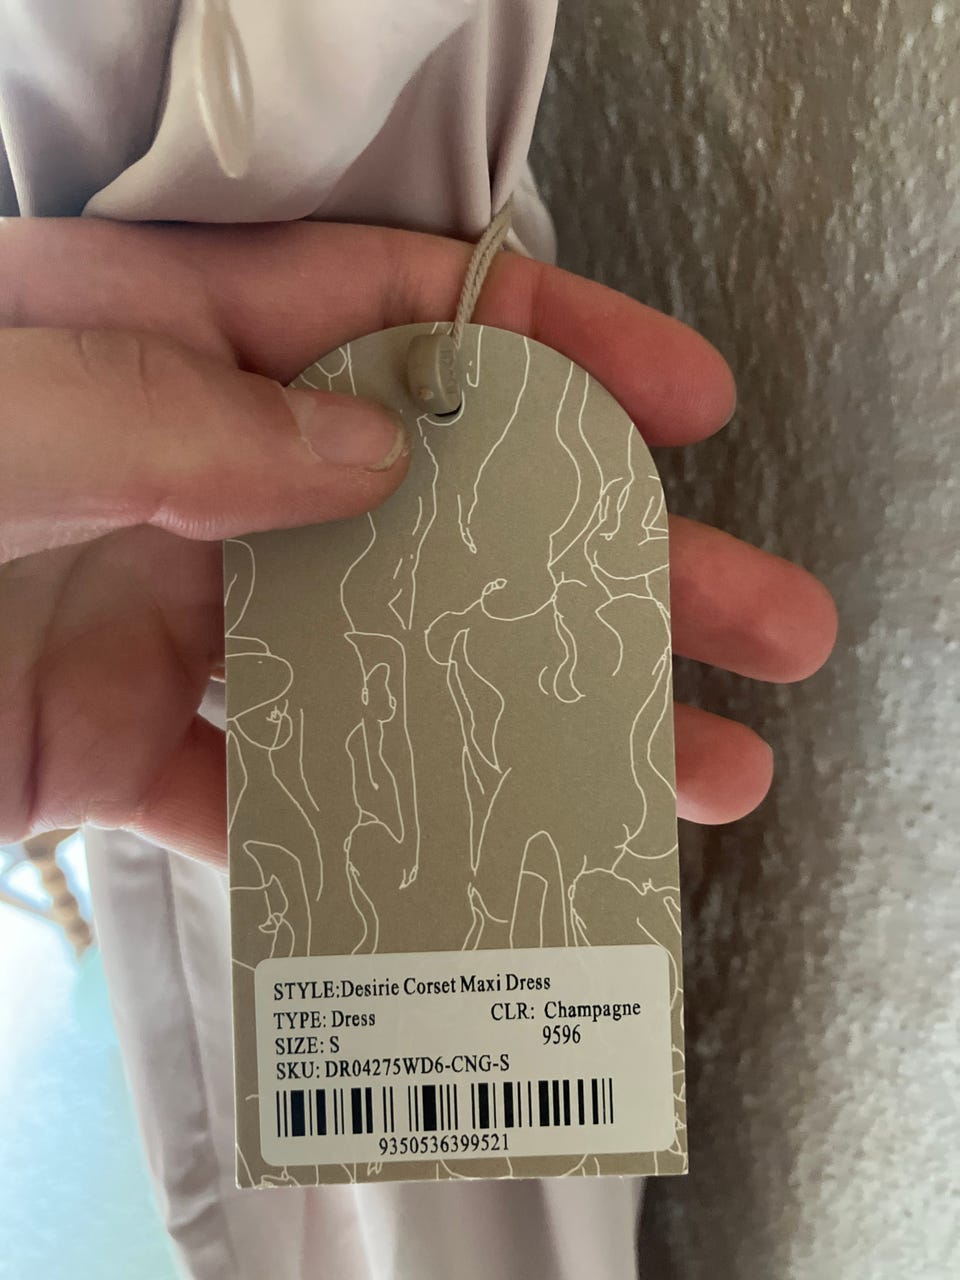 STYLE:Desirie Corset Maxi Dress
TYPE: Dress CLR: Champagne
SIZE: S 9596
SKU: DR04275WD6-CNG-S
9350536399521